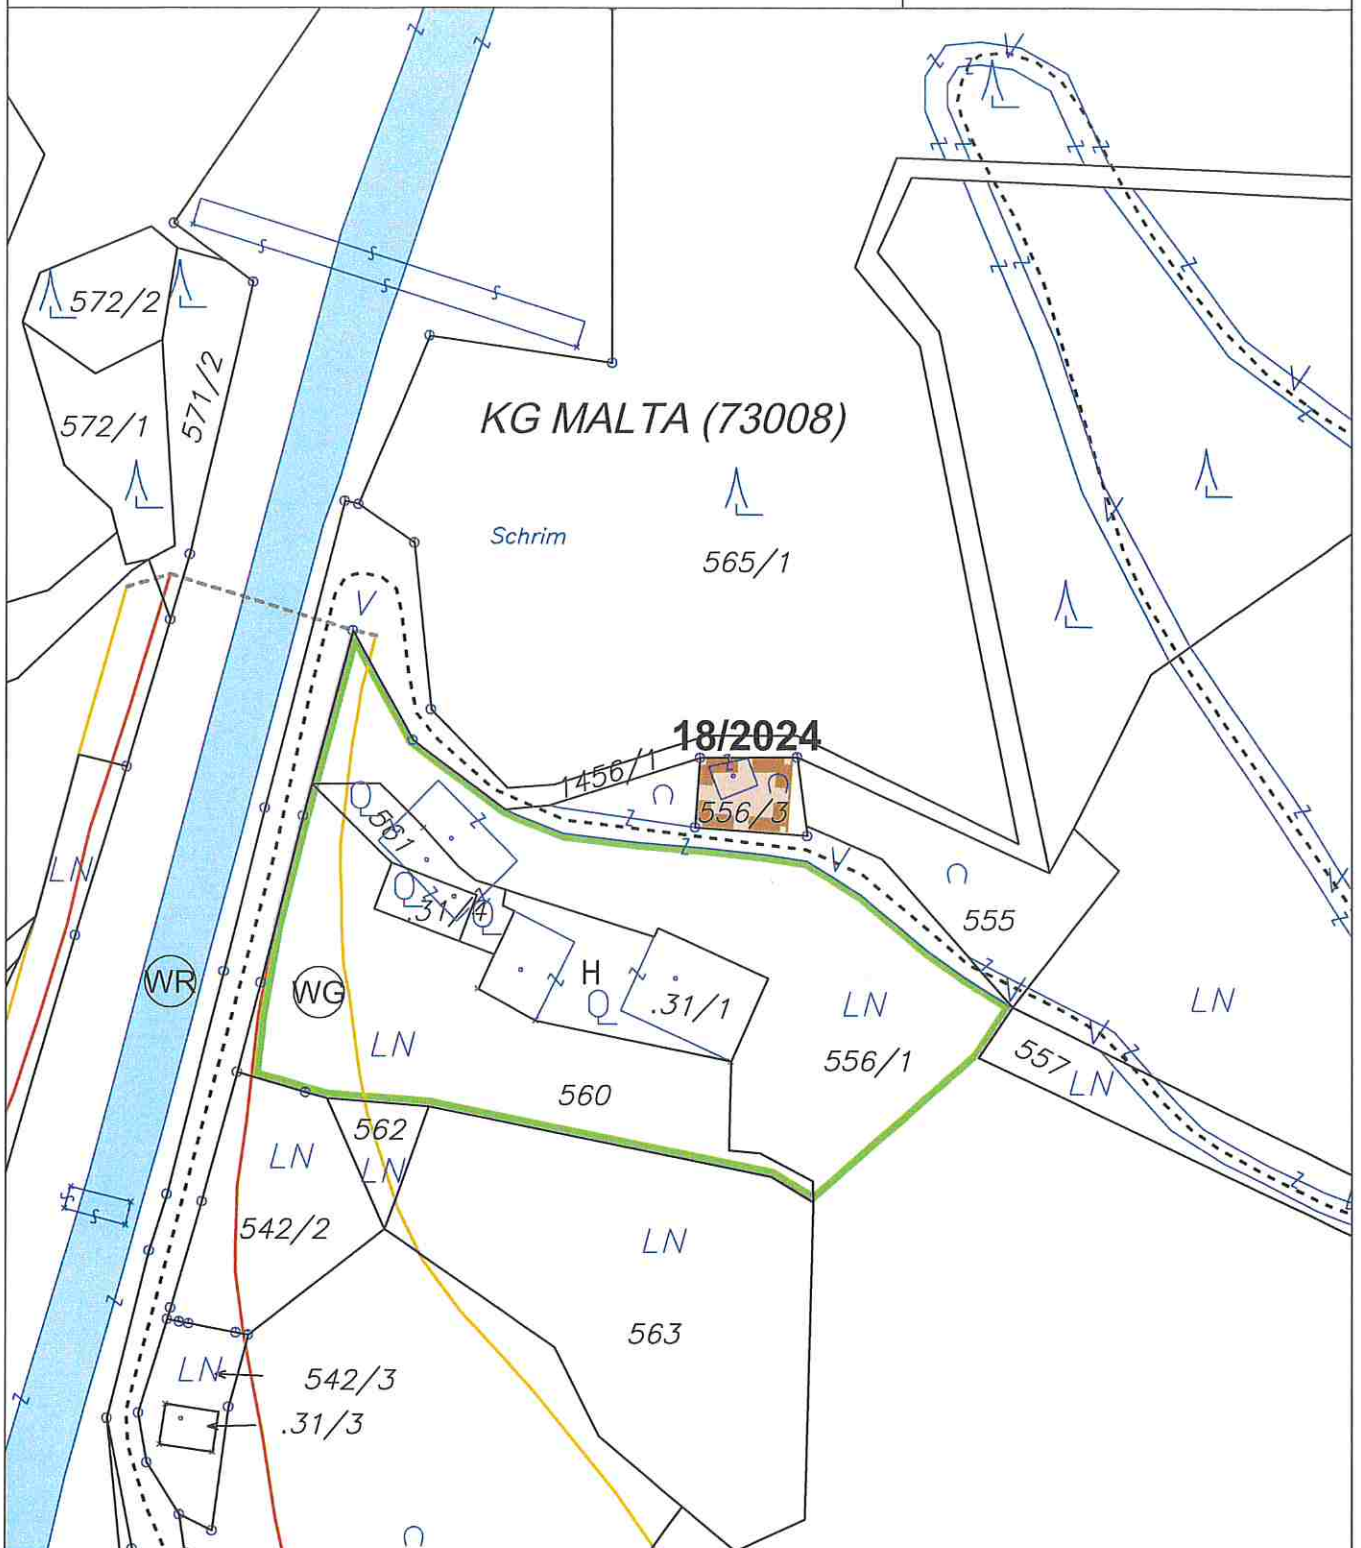 V
572/2
572/1
571/2
KG MALTA (73008)
V
V
Schrim
565/1
V
18/2024
1456/1
556/3
561
V
V
LN
.31/4
555
WR
WG
H
.31/1
LN
LN
V
LN
556/1
V
557
LN
560
562
LN
LN
542/2
LN
563
LN
542/3
.31/3